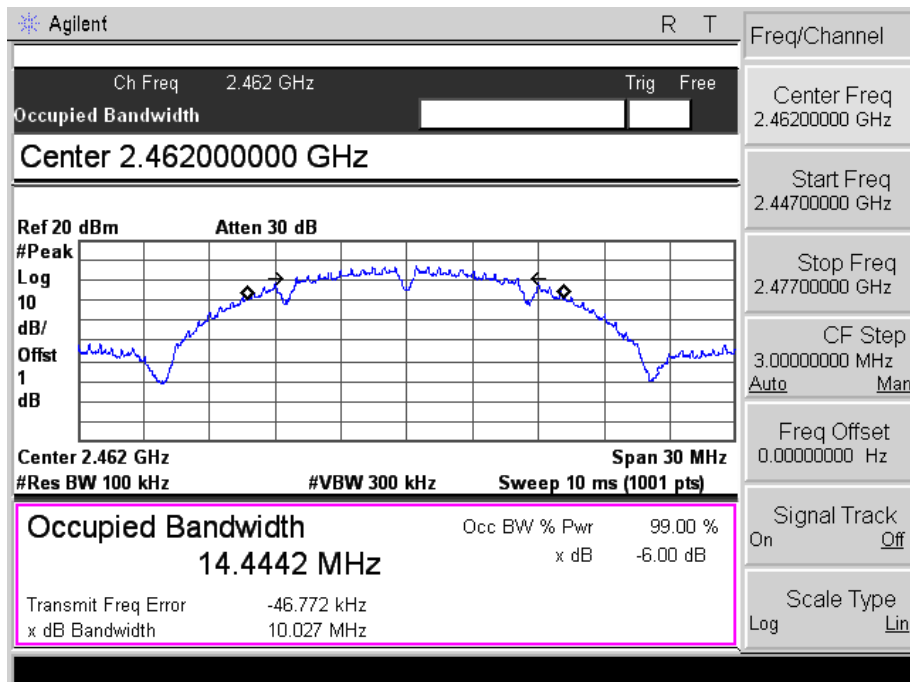 Agilent R T
Freq/Channel
Ch Freq 2.462 GHz Trig Free
Occupied Bandwidth
Center 2.462000000 GHz
Ref 20 dBm Atten 30 dB
#Peak
Log
10
dB/
Offst
1
dB
Center 2.462 GHz Span 30 MHz
#Res BW 100 kHz #VBW 300 kHz Sweep 10 ms (1001 pts)
Occupied Bandwidth Occ BW % Pwr 99.00 %
14.4442 MHz x dB -6.00 dB
Transmit Freq Error -46.772 kHz
x dB Bandwidth 10.027 MHz
Center Freq
2.46200000 GHz
Start Freq
2.44700000 GHz
Stop Freq
2.47700000 GHz
CF Step
3.00000000 MHz
Auto Man
Freq Offset
0.00000000 Hz
Signal Track
On Off
Scale Type
Log Lin